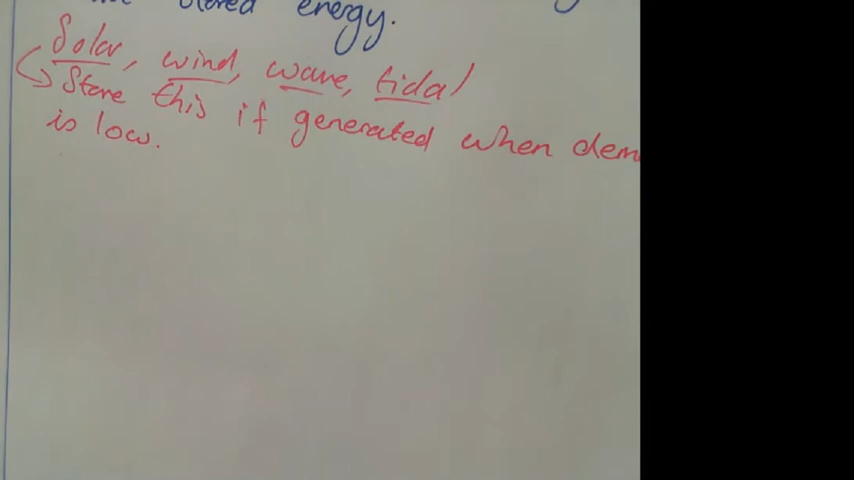 stored energy.
Solar, wind, wave, tidal
Store this if generated when dem
is low.